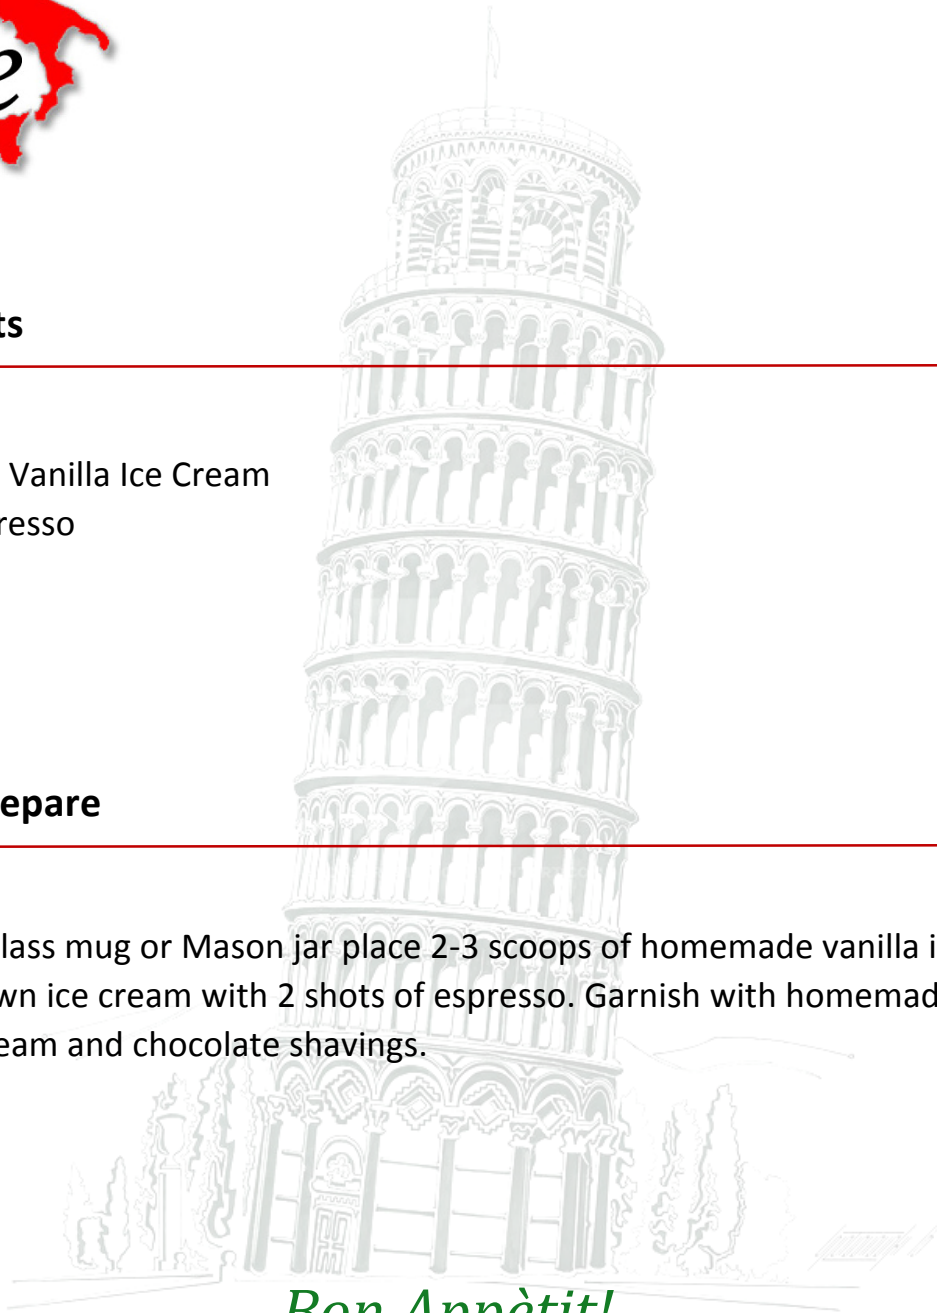 e
ts
Vanilla Ice Cream
resso
epare
lass mug or Mason jar place 2-3 scoops of homemade vanilla i
wn ice cream with 2 shots of espresso. Garnish with homemad
eam and chocolate shavings.
Bon Appètit!